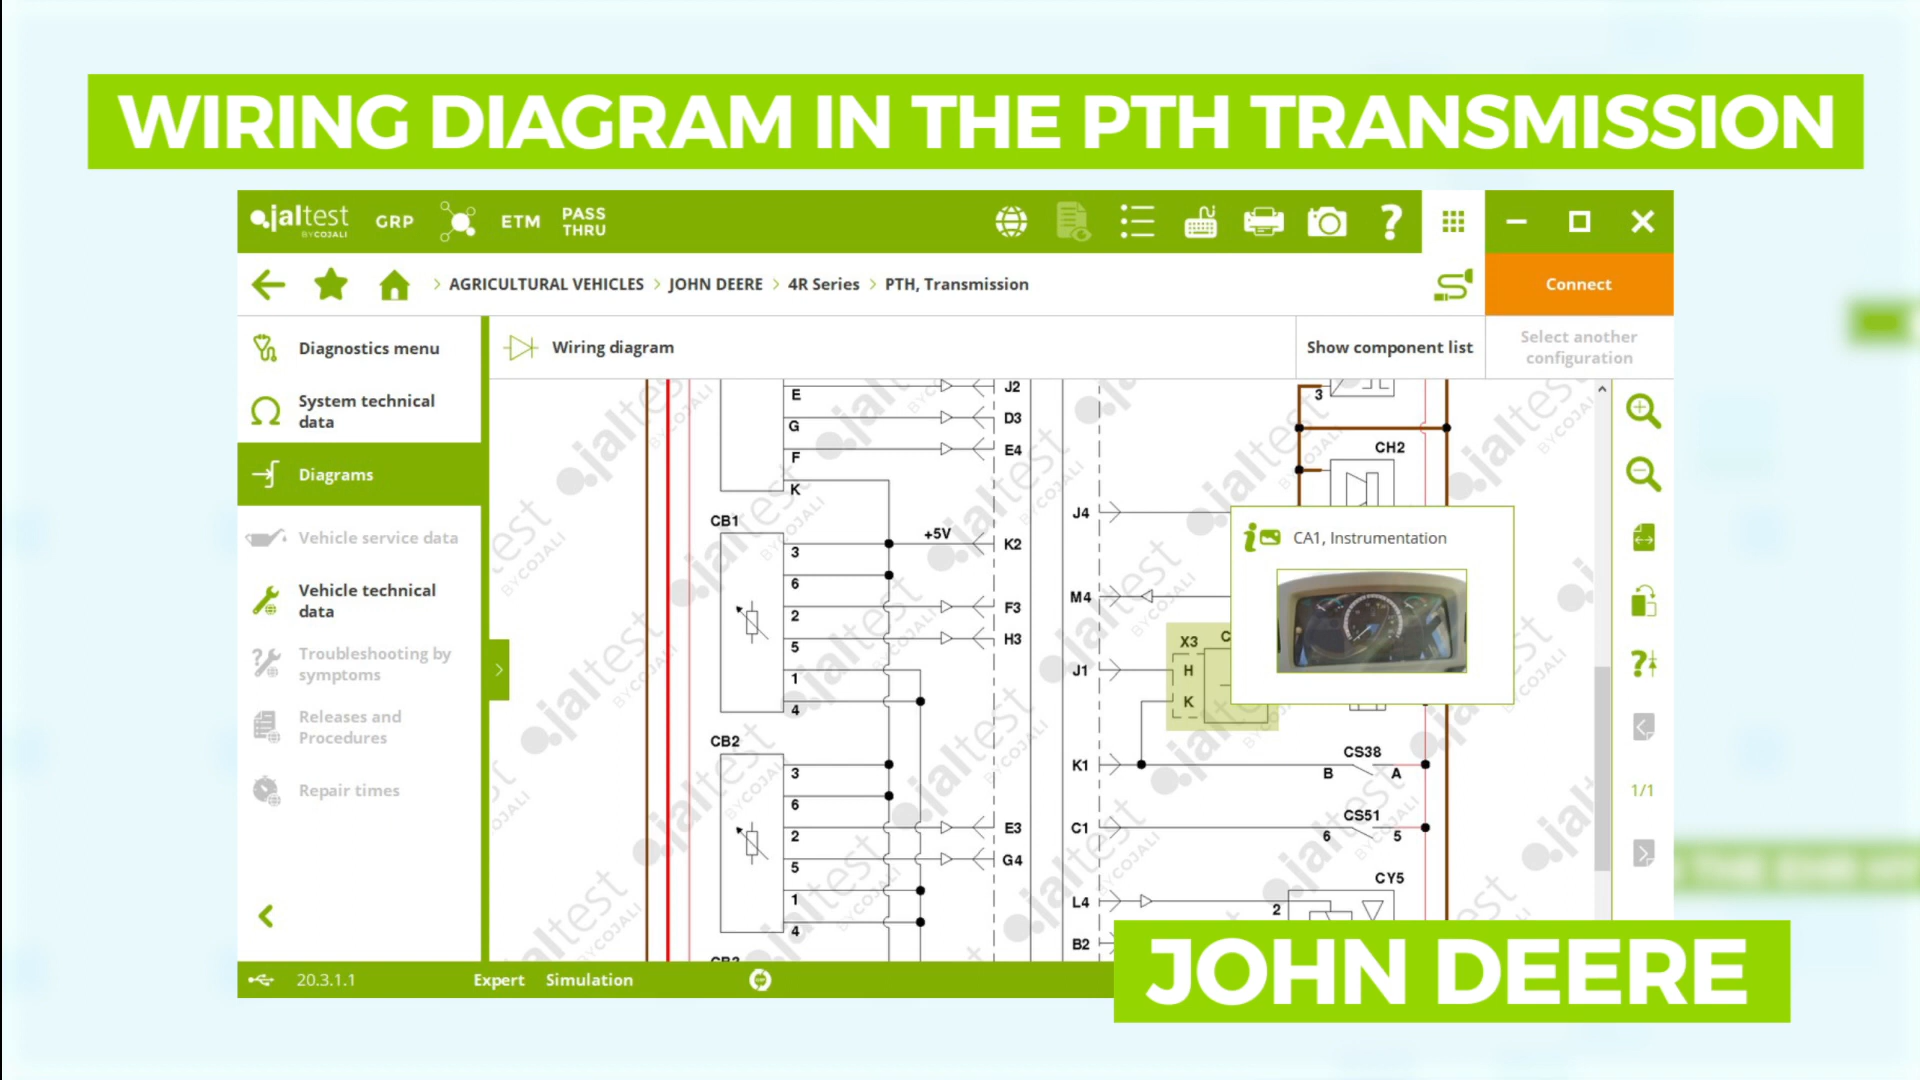 WIRING DIAGRAM IN THE PTH TRANSMISSION
jaltest
BY COJALI
GRP
ETM
PASS
THRU
?
> AGRICULTURAL VEHICLES > JOHN DEERE > 4R Series > PTH, Transmission
Connect
Diagnostics menu
System technical
data
Diagrams
Vehicle service data
Vehicle technical
data
Troubleshooting by
symptoms
Releases and
Procedures
Repair times
Wiring diagram
Show component list
Select another
configuration
E
J2
G
D3
F
E4
K
CB1
3
+5V
K2
6
2
F3
5
H3
1
4
CB2
3
6
2
E3
5
G4
1
4
3
CH2
J4
CA1, Instrumentation
M4
X3
C
J1
H
K
K1
CS38
B
A
C1
CS51
6
5
CY5
L4
2
B2
1/1
20.3.1.1
Expert
Simulation
JOHN DEERE